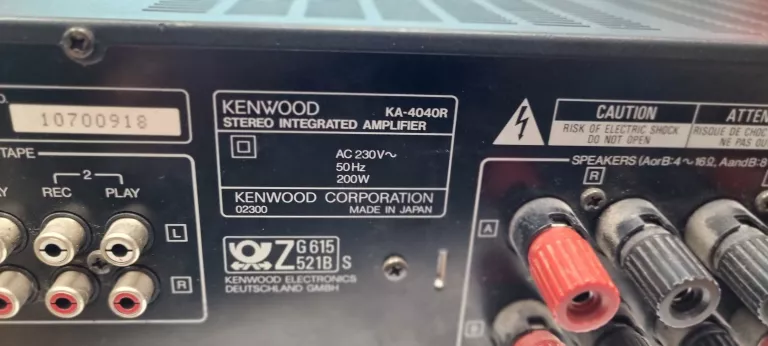 10700918
TAPE
2
REC
PLAY
L
R
KENWOOD
KA-4040R
STEREO INTEGRATED AMPLIFIER
AC 230V~
50Hz
200W
KENWOOD CORPORATION
02300
MADE IN JAPAN
Z G 615
521B S
KENWOOD ELECTRONICS
DEUTSCHLAND GMBH
CAUTION
RISK OF ELECTRIC SHOCK
DO NOT OPEN
RISQUE DE
NE PAS
SPEAKERS (AorB:4~16Ω, AandB:8
R
A
B